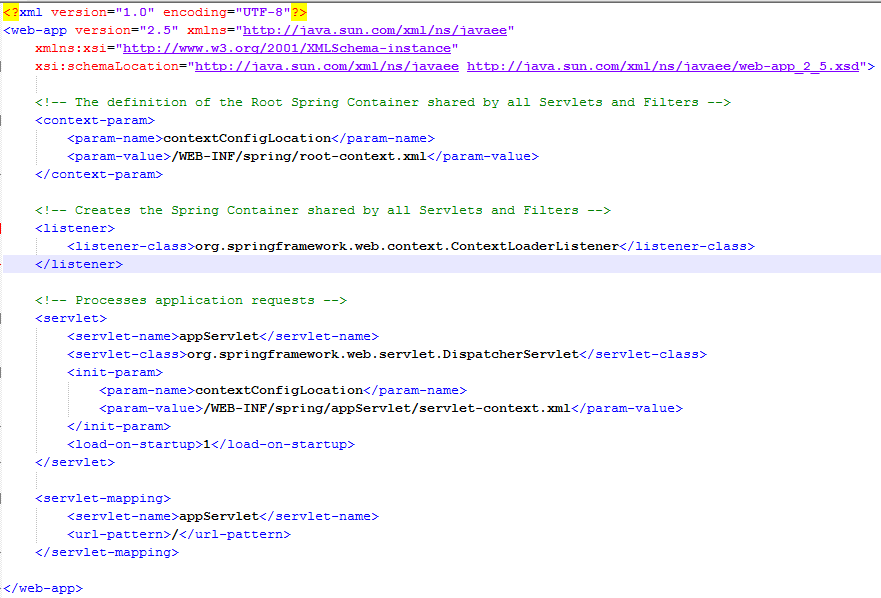 <?xml version="1.0" encoding="UTF-8"?>
<web-app version="2.5" xmlns="http://java.sun.com/xml/ns/javaee"
xmlns:xsi="http://www.w3.org/2001/XMLSchema-instance"
xsi:schemaLocation="http://java.sun.com/xml/ns/javaee http://java.sun.com/xml/ns/javaee/web-app_2_5.xsd">
<!-- The definition of the Root Spring Container shared by all Servlets and Filters -->
<context-param>
<param-name>contextConfigLocation</param-name>
<param-value>/WEB-INF/spring/root-context.xml</param-value>
</context-param>
<!-- Creates the Spring Container shared by all Servlets and Filters -->
<listener>
<listener-class>org.springframework.web.context.ContextLoaderListener</listener-class>
</listener>
<!-- Processes application requests -->
<servlet>
<servlet-name>appServlet</servlet-name>
<servlet-class>org.springframework.web.servlet.DispatcherServlet</servlet-class>
<init-param>
<param-name>contextConfigLocation</param-name>
<param-value>/WEB-INF/spring/appServlet/servlet-context.xml</param-value>
</init-param>
<load-on-startup>1</load-on-startup>
</servlet>
<servlet-mapping>
<servlet-name>appServlet</servlet-name>
<url-pattern>/</url-pattern>
</servlet-mapping>
</web-app>